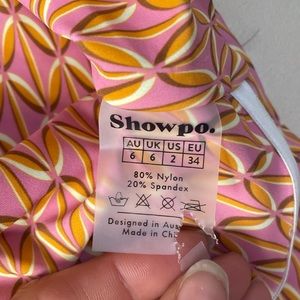 Showpo.
AU UK US EU
6 6 2 34
80% Nylon
20% Spandex
Designed in
Made in